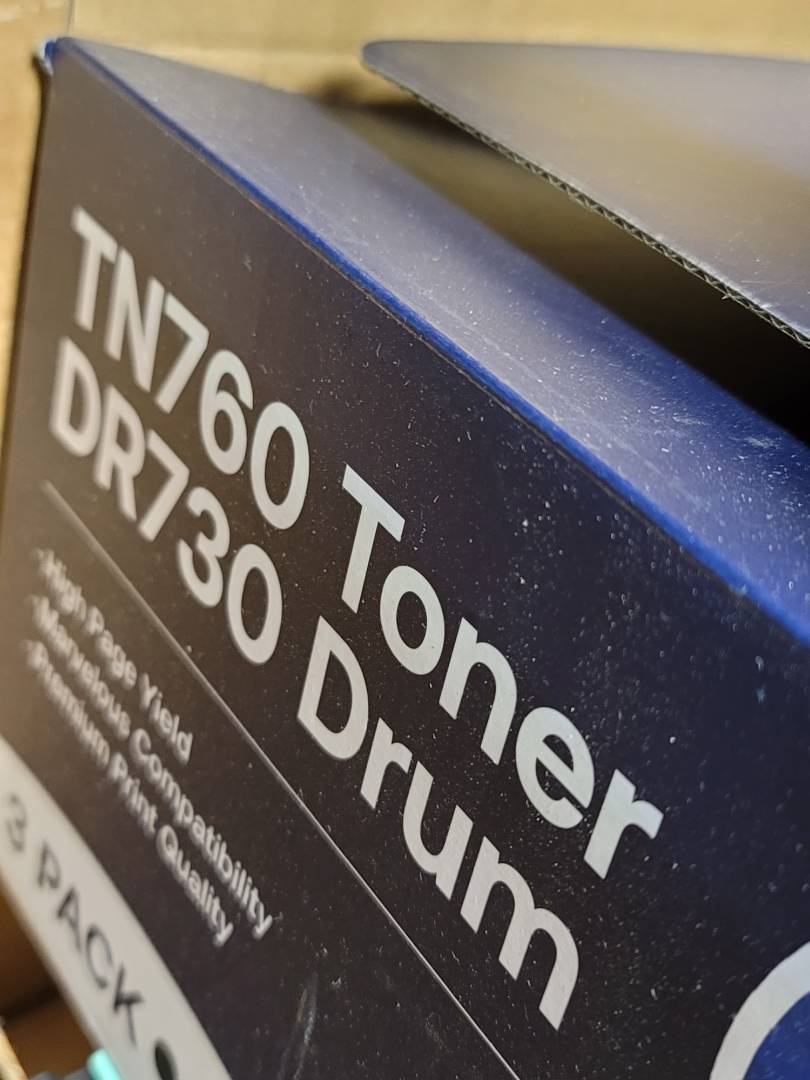 TN760 Toner
DR730 Drum
·High Page Yield
·Marvelous Compatibility
·Premium Print Quality
3 PACK